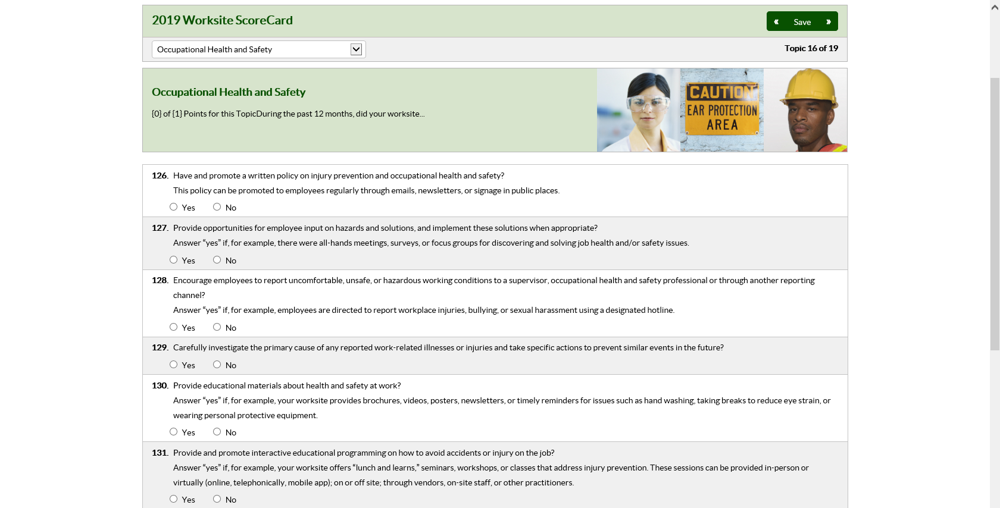 2019 Worksite ScoreCard
« Save »
Occupational Health and Safety
Topic 16 of 19
Occupational Health and Safety
{0} of {1} Points for this TopicDuring the past 12 months, did your worksite...
CAUTION
EAR PROTECTION
AREA
126. Have and promote a written policy on injury prevention and occupational health and safety?
This policy can be promoted to employees regularly through emails, newsletters, or signage in public places.
Yes No
127. Provide opportunities for employee input on hazards and solutions, and implement these solutions when appropriate?
Answer “yes” if, for example, there were all-hands meetings, surveys, or focus groups for discovering and solving job health and/or safety issues.
Yes No
128. Encourage employees to report uncomfortable, unsafe, or hazardous working conditions to a supervisor, occupational health and safety professional or through another reporting
channel?
Answer “yes” if, for example, employees are directed to report workplace injuries, bullying, or sexual harassment using a designated hotline.
Yes No
129. Carefully investigate the primary cause of any reported work-related illnesses or injuries and take specific actions to prevent similar events in the future?
Yes No
130. Provide educational materials about health and safety at work?
Answer “yes” if, for example, your worksite provides brochures, videos, posters, newsletters, or timely reminders for issues such as hand washing, taking breaks to reduce eye strain, or
wearing personal protective equipment.
Yes No
131. Provide and promote interactive educational programming on how to avoid accidents or injury on the job?
Answer “yes” if, for example, your worksite offers “lunch and learns,” seminars, workshops, or classes that address injury prevention. These sessions can be provided in-person or
virtually (online, telephonically, mobile app); on or off site; through vendors, on-site staff, or other practitioners.
Yes No